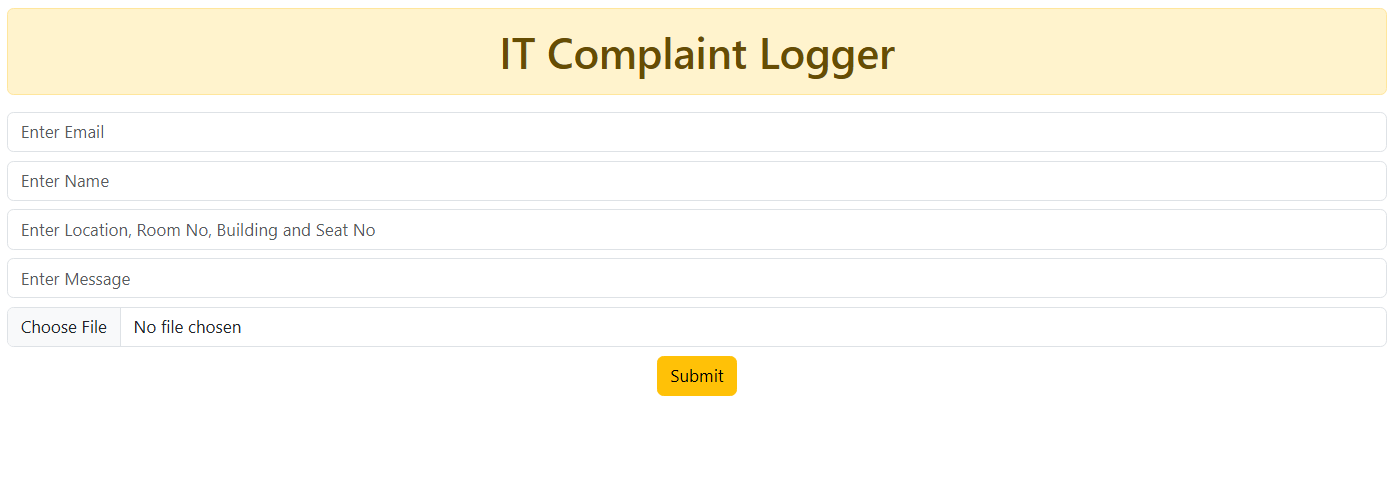 IT Complaint Logger
Enter Email
Enter Name
Enter Location, Room No, Building and Seat No
Enter Message
Choose File No file chosen
Submit